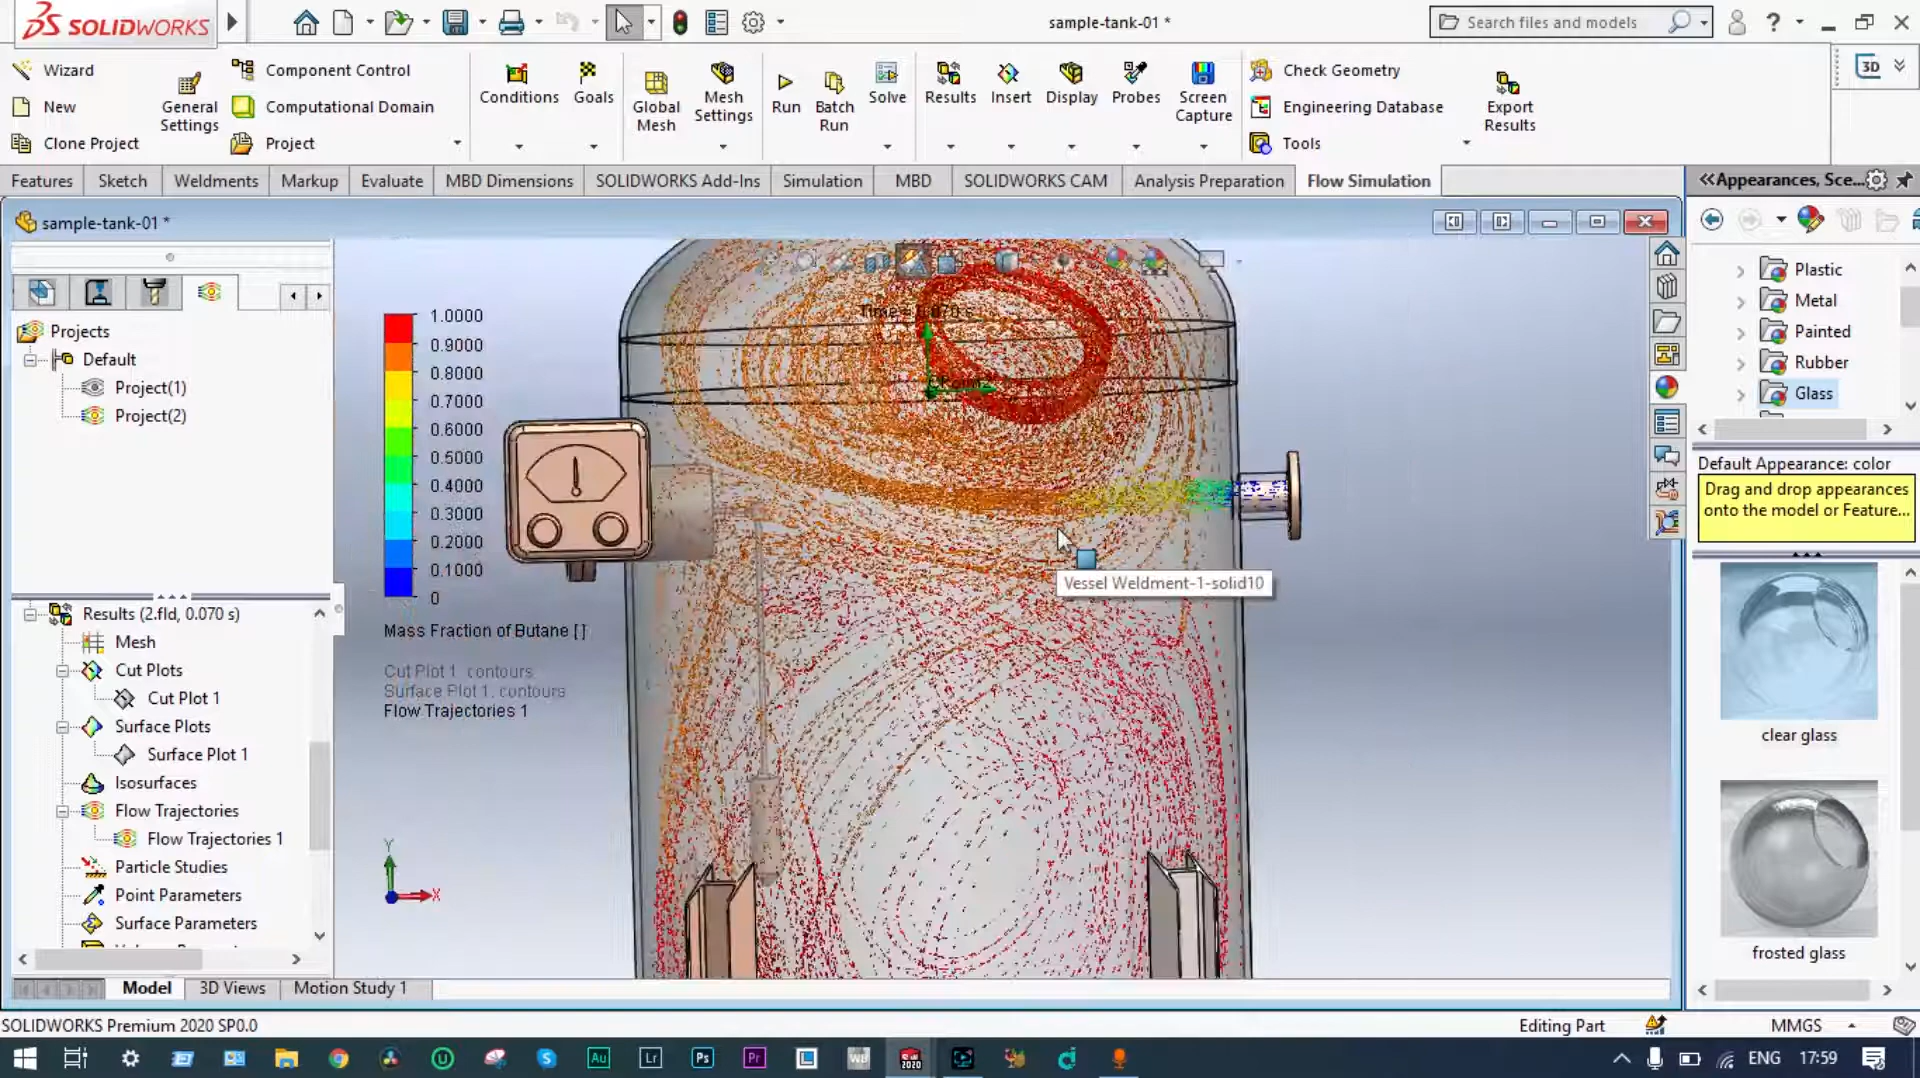 SOLIDWORKS
sample-tank-01 *
Search files and models
?
Wizard
New
Clone Project
General Settings
Component Control
Computational Domain
Project
Conditions
Goals
Global Mesh
Mesh Settings
Run
Batch Run
Solve
Results
Insert
Display
Probes
Screen Capture
Check Geometry
Engineering Database
Tools
Export Results
3D
Features
Sketch
Weldments
Markup
Evaluate
MBD Dimensions
SOLIDWORKS Add-Ins
Simulation
MBD
SOLIDWORKS CAM
Analysis Preparation
Flow Simulation
Appearances, Sce...
sample-tank-01 *
Projects
Default
Project(1)
Project(2)
Results (2.fld, 0.070 s)
Mesh
Cut Plots
Cut Plot 1
Surface Plots
Surface Plot 1
Isosurfaces
Flow Trajectories
Flow Trajectories 1
Particle Studies
Point Parameters
Surface Parameters
1.0000
0.9000
0.8000
0.7000
0.6000
0.5000
0.4000
0.3000
0.2000
0.1000
0
Mass Fraction of Butane [ ]
Cut Plot 1: contours
Surface Plot 1: contours
Flow Trajectories 1
Y
X
Vessel Weldment-1-solid10
Plastic
Metal
Painted
Rubber
Glass
Default Appearance: color
Drag and drop appearances
onto the model or Feature...
clear glass
frosted glass
Model
3D Views
Motion Study 1
SOLIDWORKS Premium 2020 SP0.0
Editing Part
MMGS
Au
Lr
Ps
Pr
WB
2020
ENG
17:59